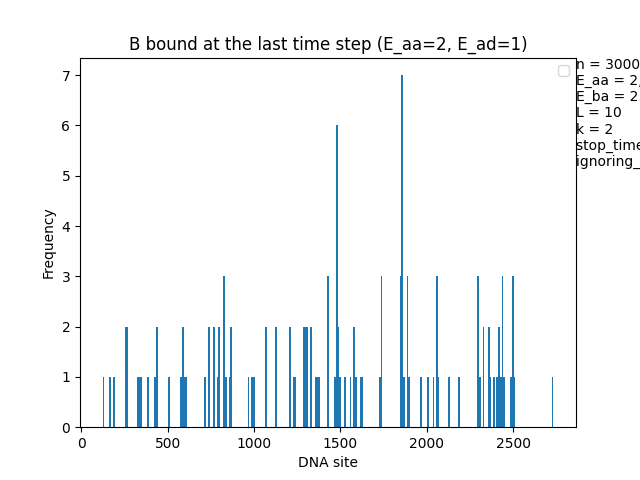 B bound at the last time step (E_aa=2, E_ad=1)
n = 3000
E_aa = 2,
E_ba = 2
L = 10
k = 2
stop_time
ignoring_
Frequency
7
6
5
4
3
2
1
0
0 500 1000 1500 2000 2500
DNA site